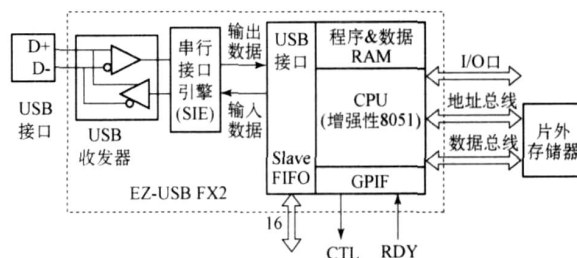 D+
D-
USB
接口
USB
收发器
串行
接口
引擎
(SIE)
输出
数据
输入
数据
USB
接口
Slave
FIFO
程序&数据
RAM
CPU
(增强性8051)
GPIF
I/O口
地址总线
数据总线
片外
存储器
EZ-USB FX2
16
CTL
RDY